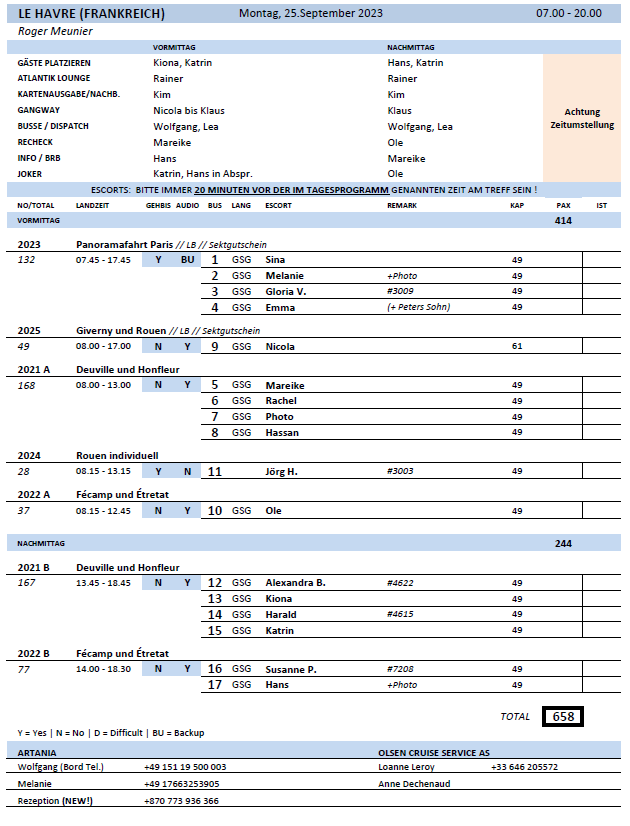 LE HAVRE (FRANKREICH) Montag, 25.September 2023 07.00 - 20.00
Roger Meunier
VORMITTAG NACHMITTAG
GÄSTE PLATZIEREN Kiona, Katrin Hans, Katrin
ATLANTIK LOUNGE Rainer Rainer
KARTENAUSGABE/NACHB. Kim Kim
GANGWAY Nicola bis Klaus Klaus
BUSSE / DISPATCH Wolfgang, Lea Wolfgang, Lea
RECHECK Mareike Ole
INFO / BRB Hans Mareike
JOKER Katrin, Hans in Abspr. Ole
Achtung
Zeitumstellung
ESCORTS: BITTE IMMER 20 MINUTEN VOR DER IM TAGESPROGRAMM GENANNTEN ZEIT AM TREFF SEIN !
NO/TOTAL LANDZEIT GEHBIS AUDIO BUS LANG ESCORT REMARK KAP PAX IST
VORMITTAG 414
2023 Panoramafahrt Paris // LB // Sektgutschein
132 07.45 - 17.45 Y BU 1 GSG Sina 49
2 GSG Melanie +Photo 49
3 GSG Gloria V. #3009 49
4 GSG Emma (+ Peters Sohn) 49
2025 Giverny und Rouen // LB // Sektgutschein
49 08.00 - 17.00 N Y 9 GSG Nicola 61
2021 A Deuville und Honfleur
168 08.00 - 13.00 N Y 5 GSG Mareike 49
6 GSG Rachel 49
7 GSG Photo 49
8 GSG Hassan 49
2024 Rouen individuell
28 08.15 - 13.15 Y N 11 Jörg H. #3003 49
2022 A Fécamp und Étretat
37 08.15 - 12.45 N Y 10 GSG Ole 49
NACHMITTAG 244
2021 B Deuville und Honfleur
167 13.45 - 18.45 N Y 12 GSG Alexandra B. #4622 49
13 GSG Kiona 49
14 GSG Harald #4615 49
15 GSG Katrin 49
2022 B Fécamp und Étretat
77 14.00 - 18.30 N Y 16 GSG Susanne P. #7208 49
17 GSG Hans +Photo 49
TOTAL 658
Y = Yes | N = No | D = Difficult | BU = Backup
ARTANIA OLSEN CRUISE SERVICE AS
Wolfgang (Bord Tel.) +49 151 19 500 003 Loanne Leroy +33 646 205572
Melanie +49 17663253905 Anne Dechenaud
Rezeption (NEW!) +870 773 936 366